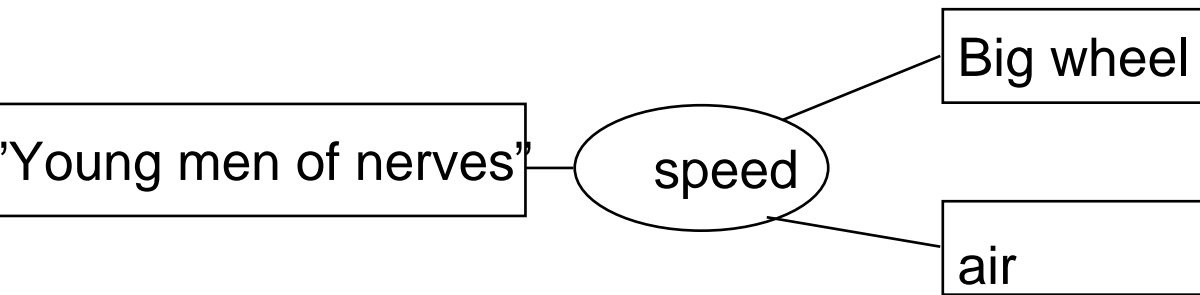 Big wheel
”Young men of nerves”
speed
air